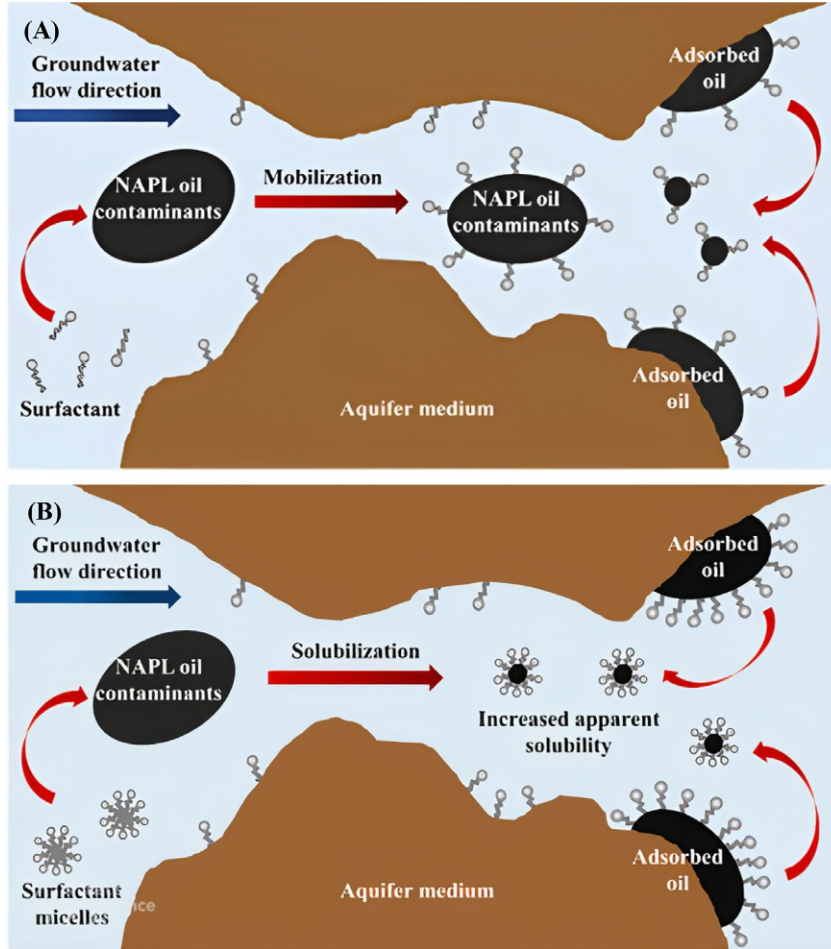 (A)
Groundwater
flow direction
Adsorbed
oil
NAPL oil
contaminants
Mobilization
NAPL oil
contaminants
Surfactant
Aquifer medium
Adsorbed
oil
(B)
Groundwater
flow direction
Adsorbed
oil
NAPL oil
contaminants
Solubilization
Increased apparent
solubility
Surfactant
micelles
Aquifer medium
Adsorbed
oil